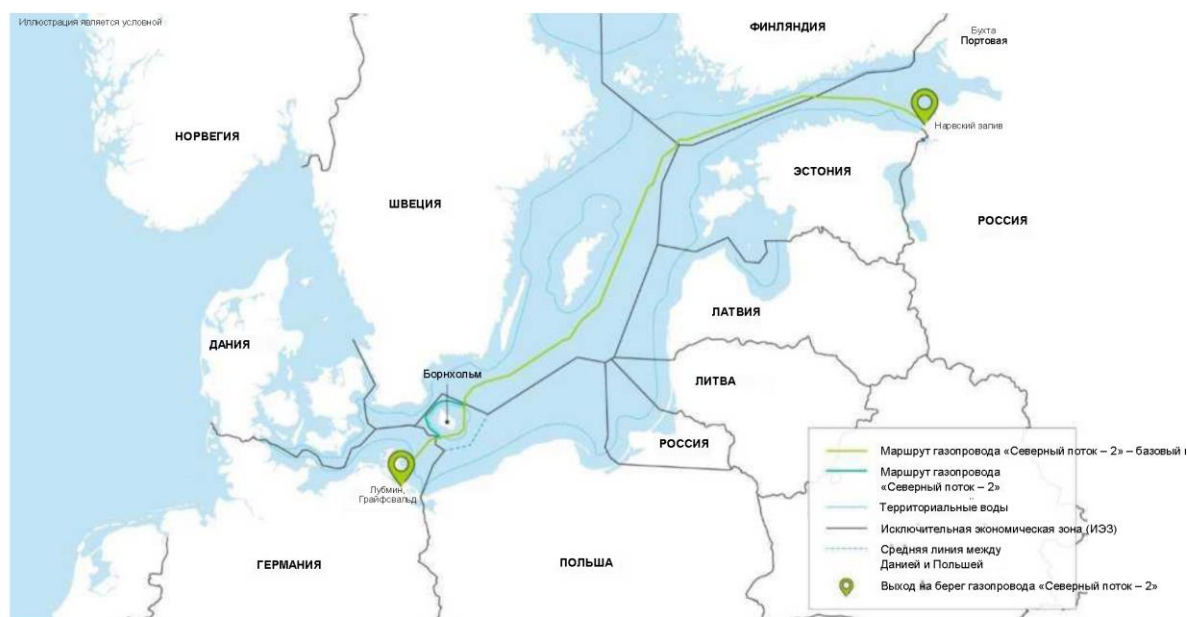 Иллюстрация является условной
ФИНЛЯНДИЯ
Бухта
Портовая
НОРВЕГИЯ
Нарвский залив
ЭСТОНИЯ
ШВЕЦИЯ
РОССИЯ
ЛАТВИЯ
ДАНИЯ
Борнхольм
ЛИТВА
РОССИЯ
Лубмин,
Грайфсвальд
ГЕРМАНИЯ
ПОЛЬША
Маршрут газопровода «Северный поток – 2» – базовый
Маршрут газопровода
«Северный поток – 2»
Территориальные воды
Исключительная экономическая зона (ИЭЗ)
Средняя линия между
Данией и Польшей
Выход на берег газопровода «Северный поток – 2»